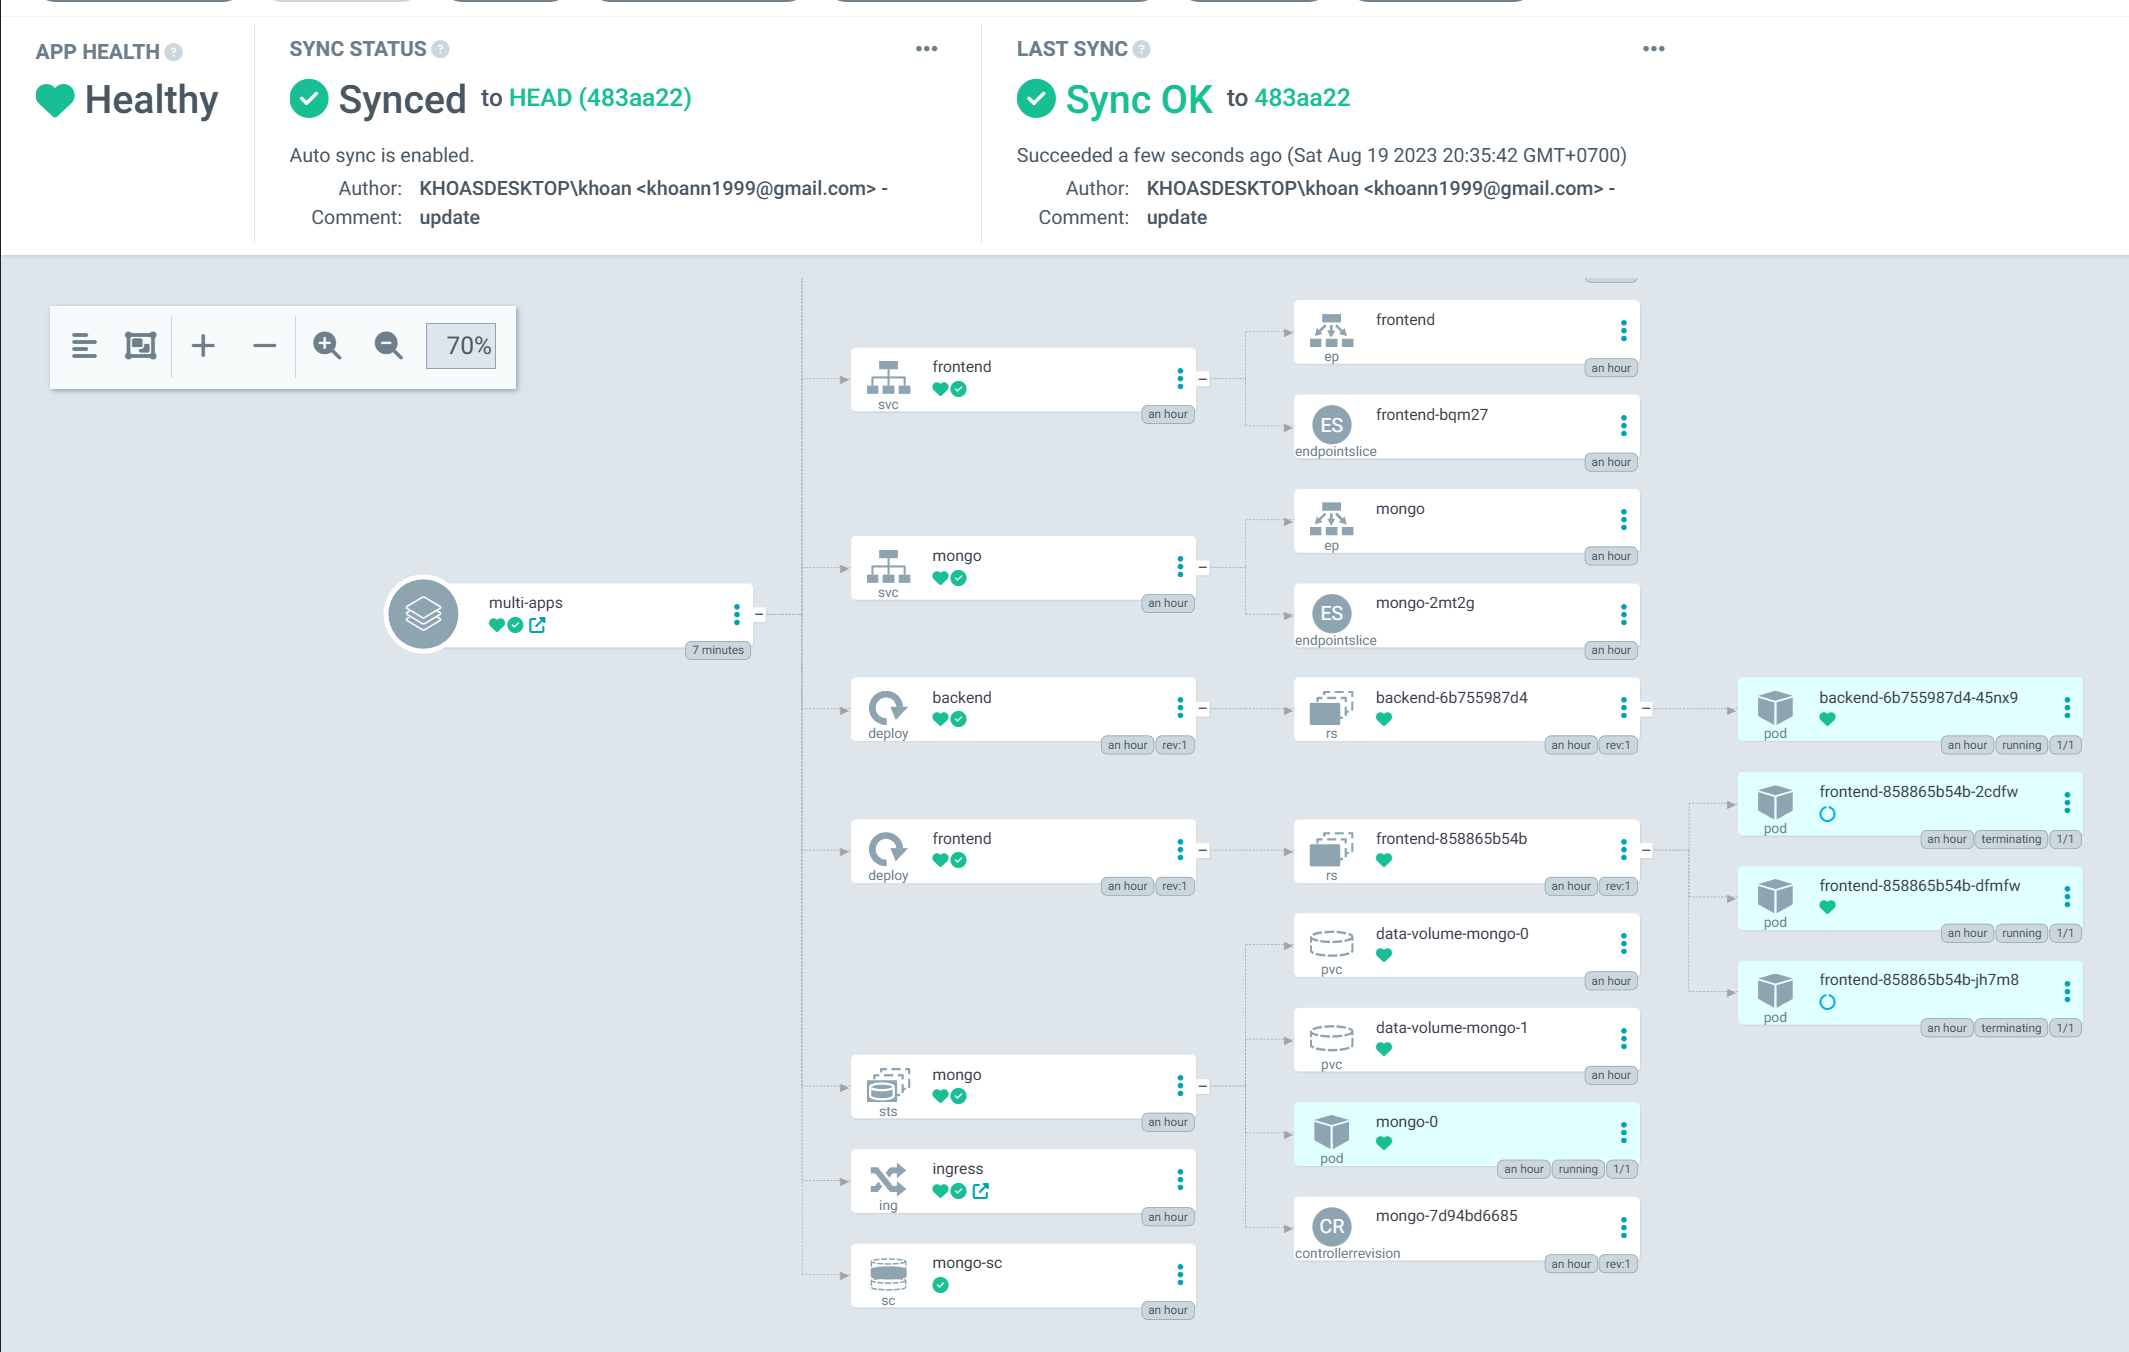 APP HEALTH ?
Healthy
SYNC STATUS ?
Synced to HEAD (483aa22)
Auto sync is enabled.
Author: KHOASDESKTOP\khoan <khoann1999@gmail.com> -
Comment: update
LAST SYNC ?
Sync OK to 483aa22
Succeeded a few seconds ago (Sat Aug 19 2023 20:35:42 GMT+0700)
Author: KHOASDESKTOP\khoan <khoann1999@gmail.com> -
Comment: update
70%
multi-apps
7 minutes
frontend
svc
an hour
mongo
svc
an hour
backend
deploy
an hour rev:1
frontend
deploy
an hour rev:1
mongo
sts
an hour
ingress
ing
an hour
mongo-sc
sc
an hour
frontend
ep
an hour
ES
frontend-bqm27
endpointslice
an hour
mongo
ep
an hour
ES
mongo-2mt2g
endpointslice
an hour
backend-6b755987d4
rs
an hour rev:1
frontend-858865b54b
rs
an hour rev:1
data-volume-mongo-0
pvc
an hour
data-volume-mongo-1
pvc
an hour
mongo-0
pod
an hour running 1/1
CR
mongo-7d94bd6685
controllerrevision
an hour rev:1
backend-6b755987d4-45nx9
pod
an hour running 1/1
frontend-858865b54b-2cdfw
pod
an hour terminating 1/1
frontend-858865b54b-dfmfw
pod
an hour running 1/1
frontend-858865b54b-jh7m8
pod
an hour terminating 1/1